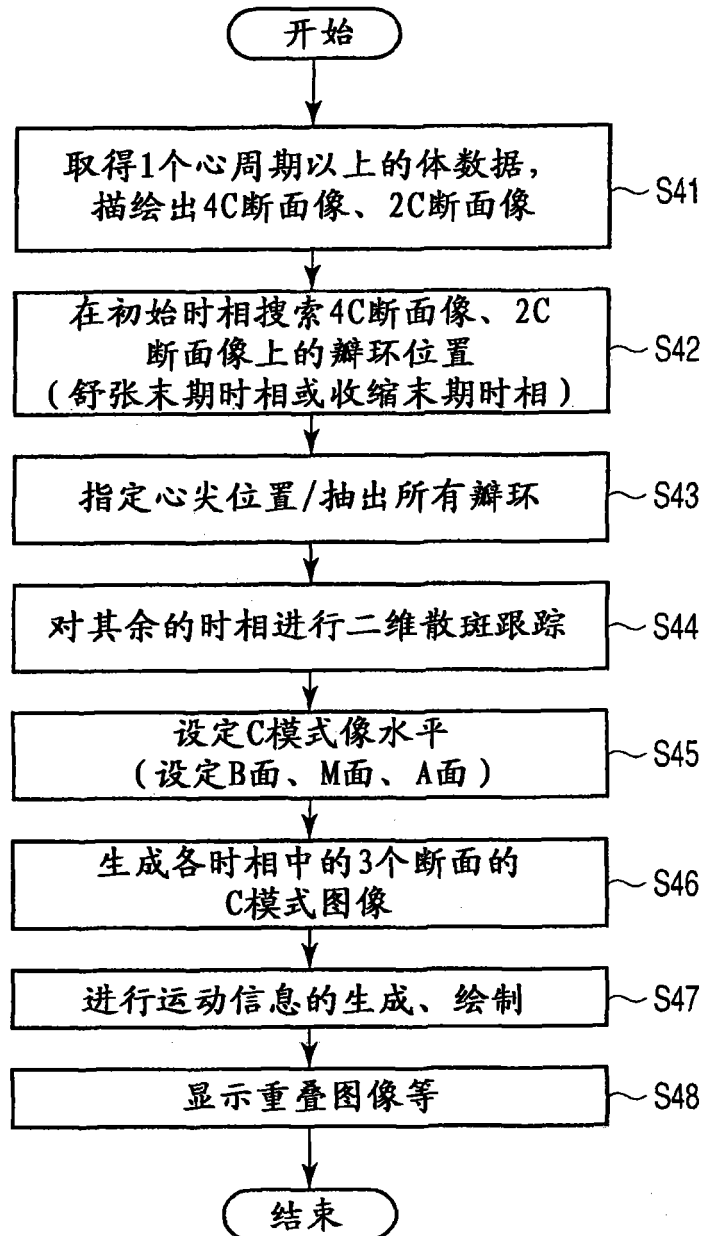 开始
取得1个心周期以上的体数据，
描绘出4C断面像、2C断面像
S41
在初始时相搜索4C断面像、2C
断面像上的瓣环位置
（舒张末期时相或收缩末期时相）
S42
指定心尖位置/抽出所有瓣环
S43
对其余的时相进行二维散斑跟踪
S44
设定C模式像水平
（设定B面、M面、A面）
S45
生成各时相中的3个断面的
C模式图像
S46
进行运动信息的生成、绘制
S47
显示重叠图像等
S48
结束